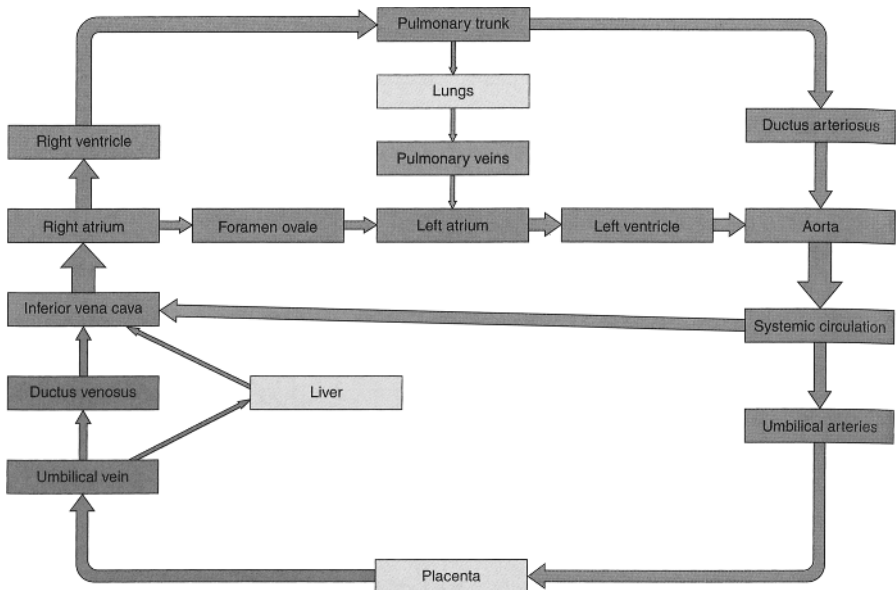 Pulmonary trunk
Lungs
Ductus arteriosus
Right ventricle
Pulmonary veins
Right atrium
Foramen ovale
Left atrium
Left ventricle
Aorta
Inferior vena cava
Systemic circulation
Ductus venosus
Liver
Umbilical arteries
Umbilical vein
Placenta